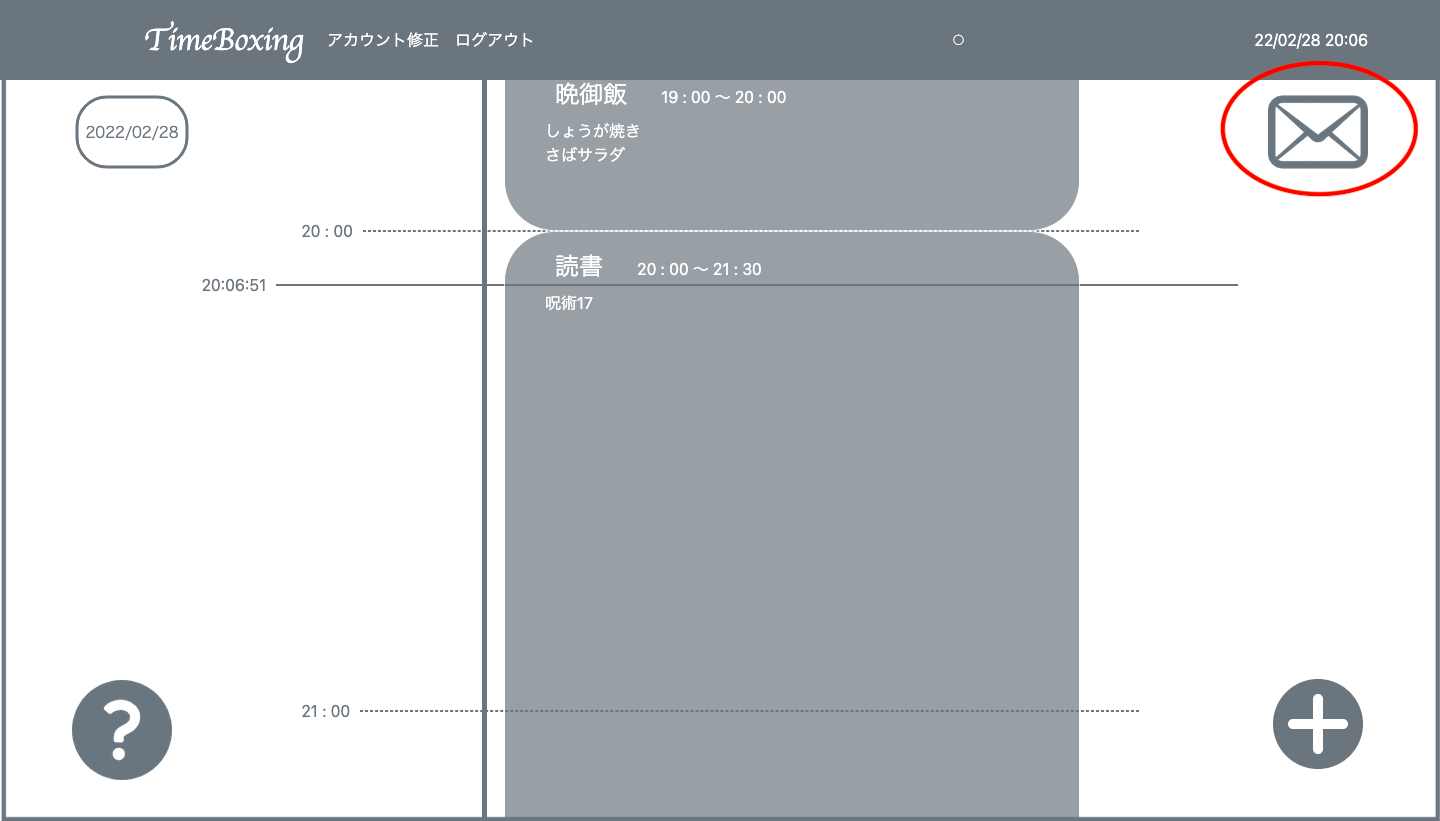 TimeBoxing アカウント修正 ログアウト ○ 22/02/28 20:06
2022/02/28
晩御飯 19 : 00 〜 20 : 00
しょうが焼き
さばサラダ
20 : 00
読書 20 : 00 〜 21 : 30
20:06:51
呪術17
21 : 00
?